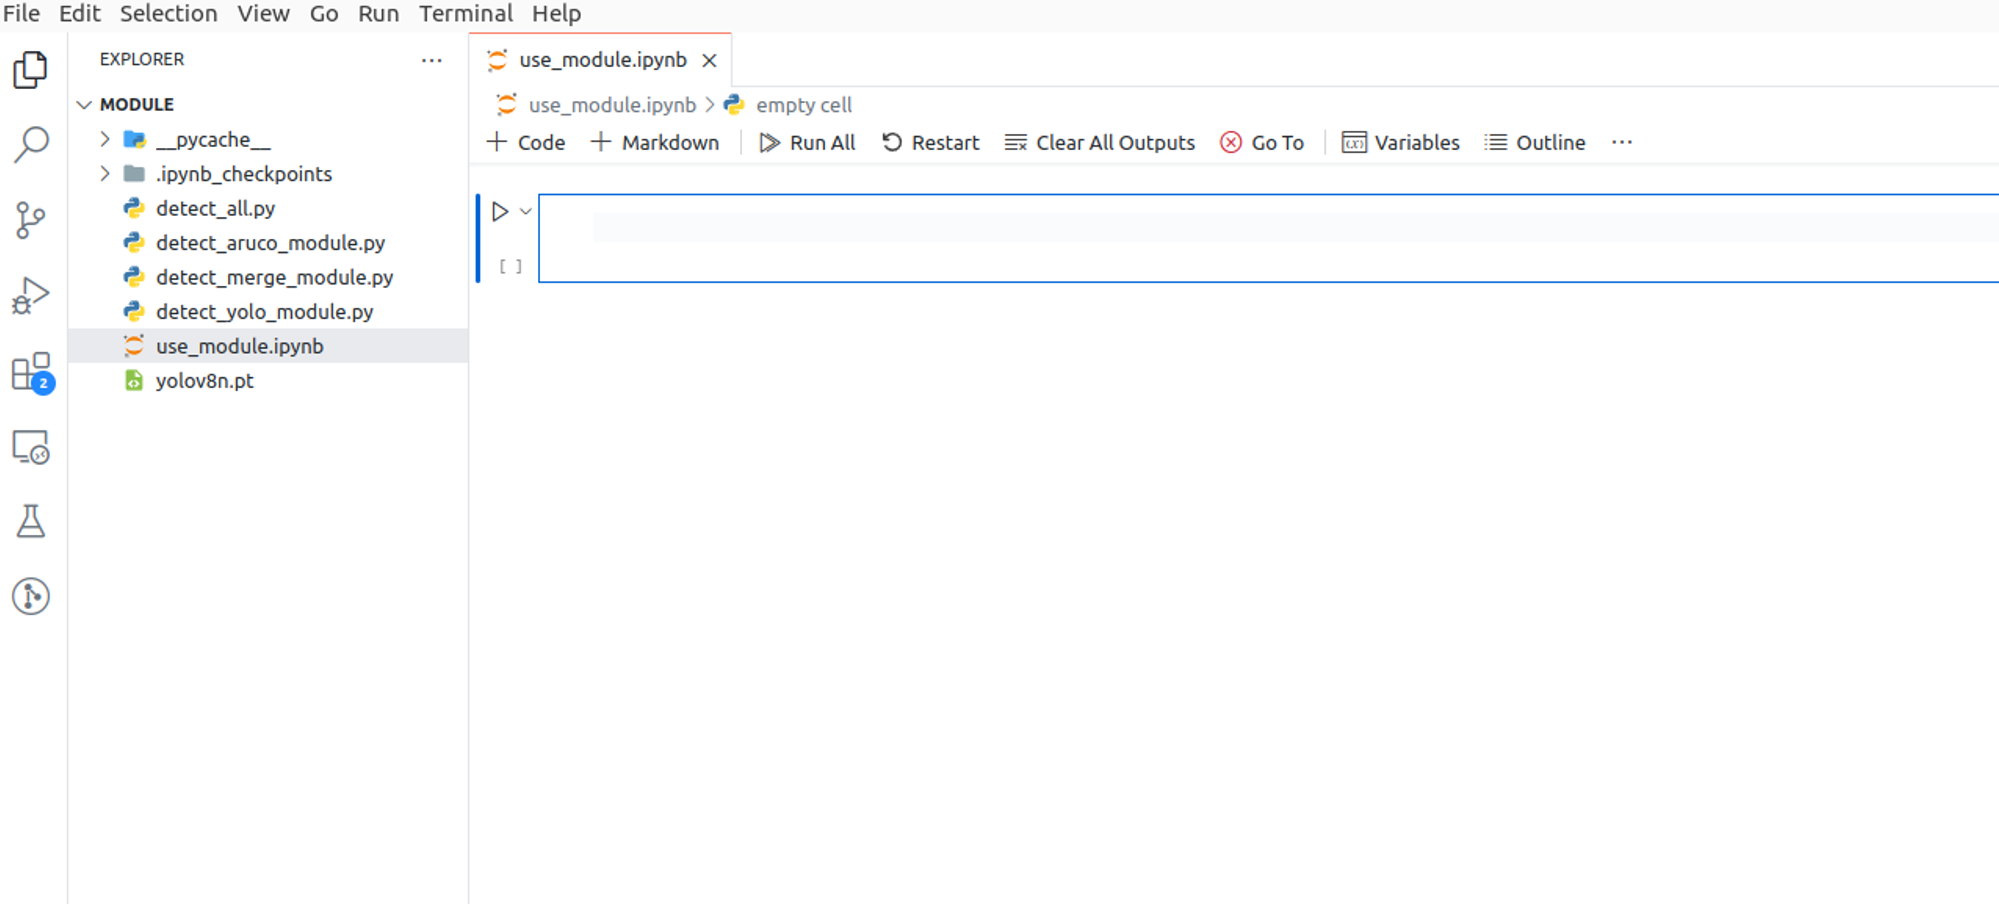 File Edit Selection View Go Run Terminal Help
EXPLORER ···
MODULE
__pycache__
.ipynb_checkpoints
detect_all.py
detect_aruco_module.py
detect_merge_module.py
detect_yolo_module.py
use_module.ipynb
yolov8n.pt
2
use_module.ipynb
use_module.ipynb > empty cell
+ Code + Markdown Run All Restart Clear All Outputs Go To Variables Outline ···
[ ]